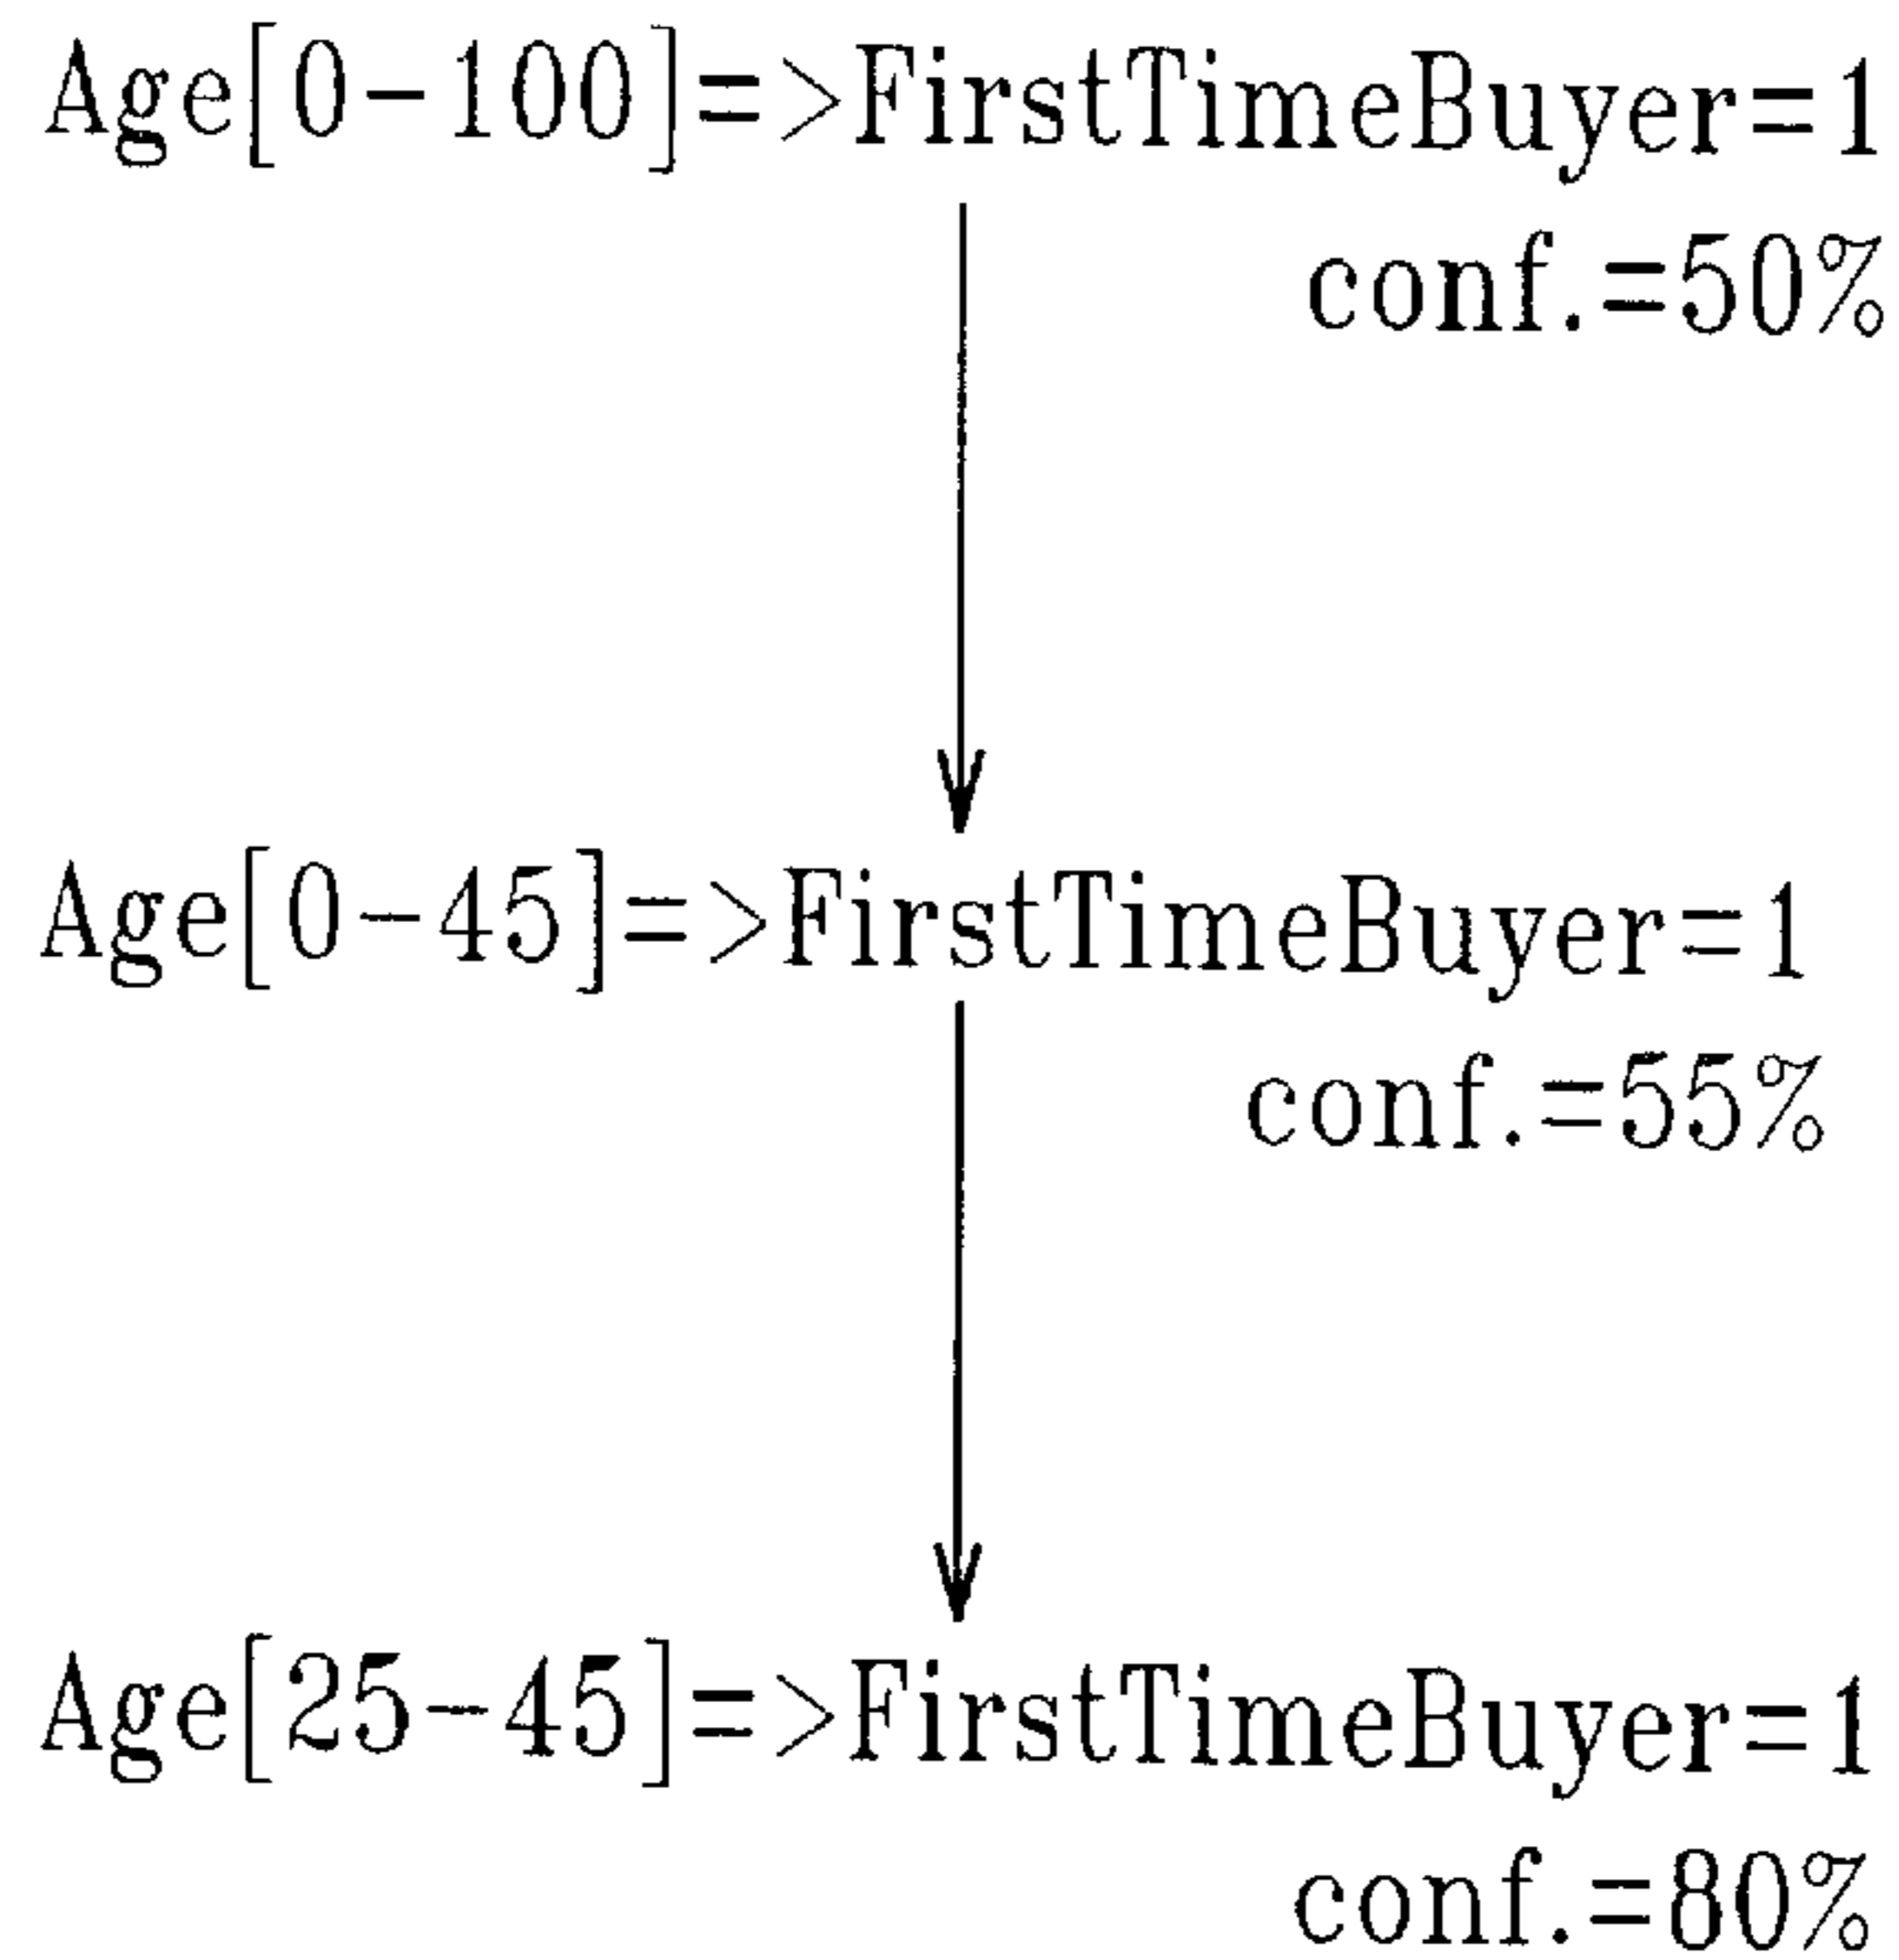 Age[0-100]=>FirstTimeBuyer=1
conf.=50%
Age[0-45]=>FirstTimeBuyer=1
conf.=55%
Age[25-45]=>FirstTimeBuyer=1
conf.=80%